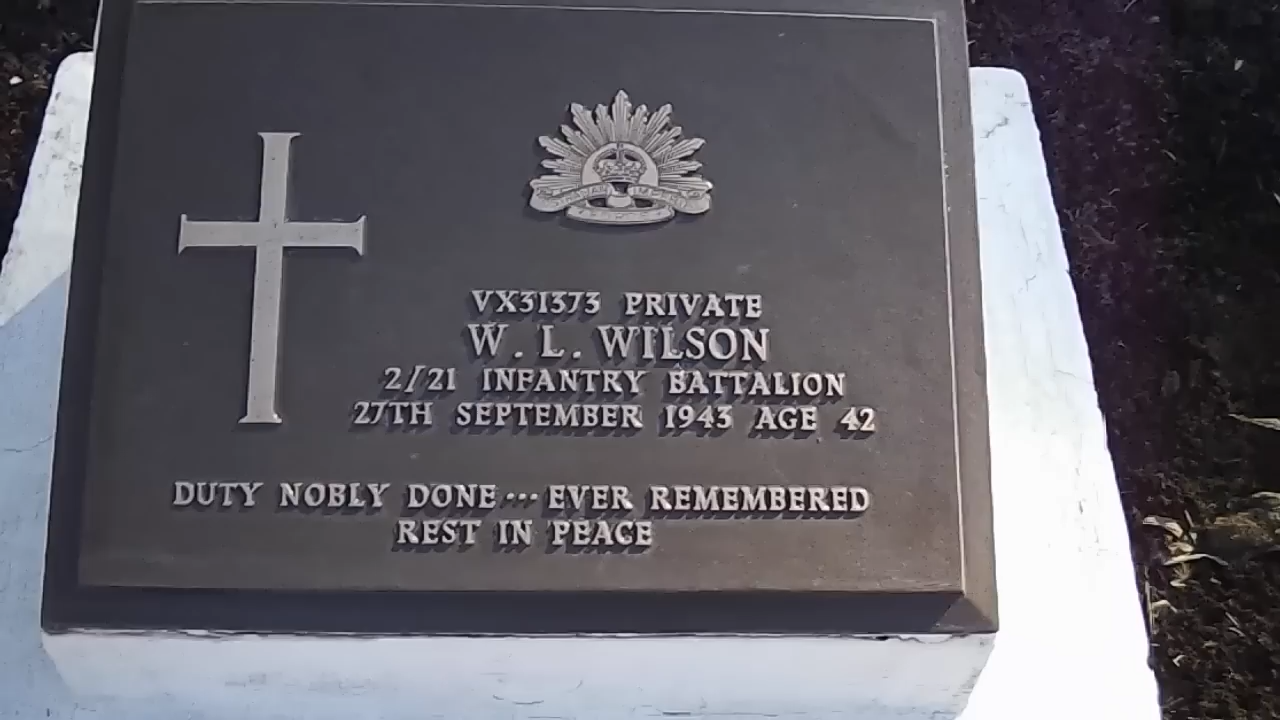 VX31373 PRIVATE
W. L. WILSON
2/21 INFANTRY BATTALION
27TH SEPTEMBER 1943 AGE 42
DUTY NOBLY DONE ··· EVER REMEMBERED
REST IN PEACE